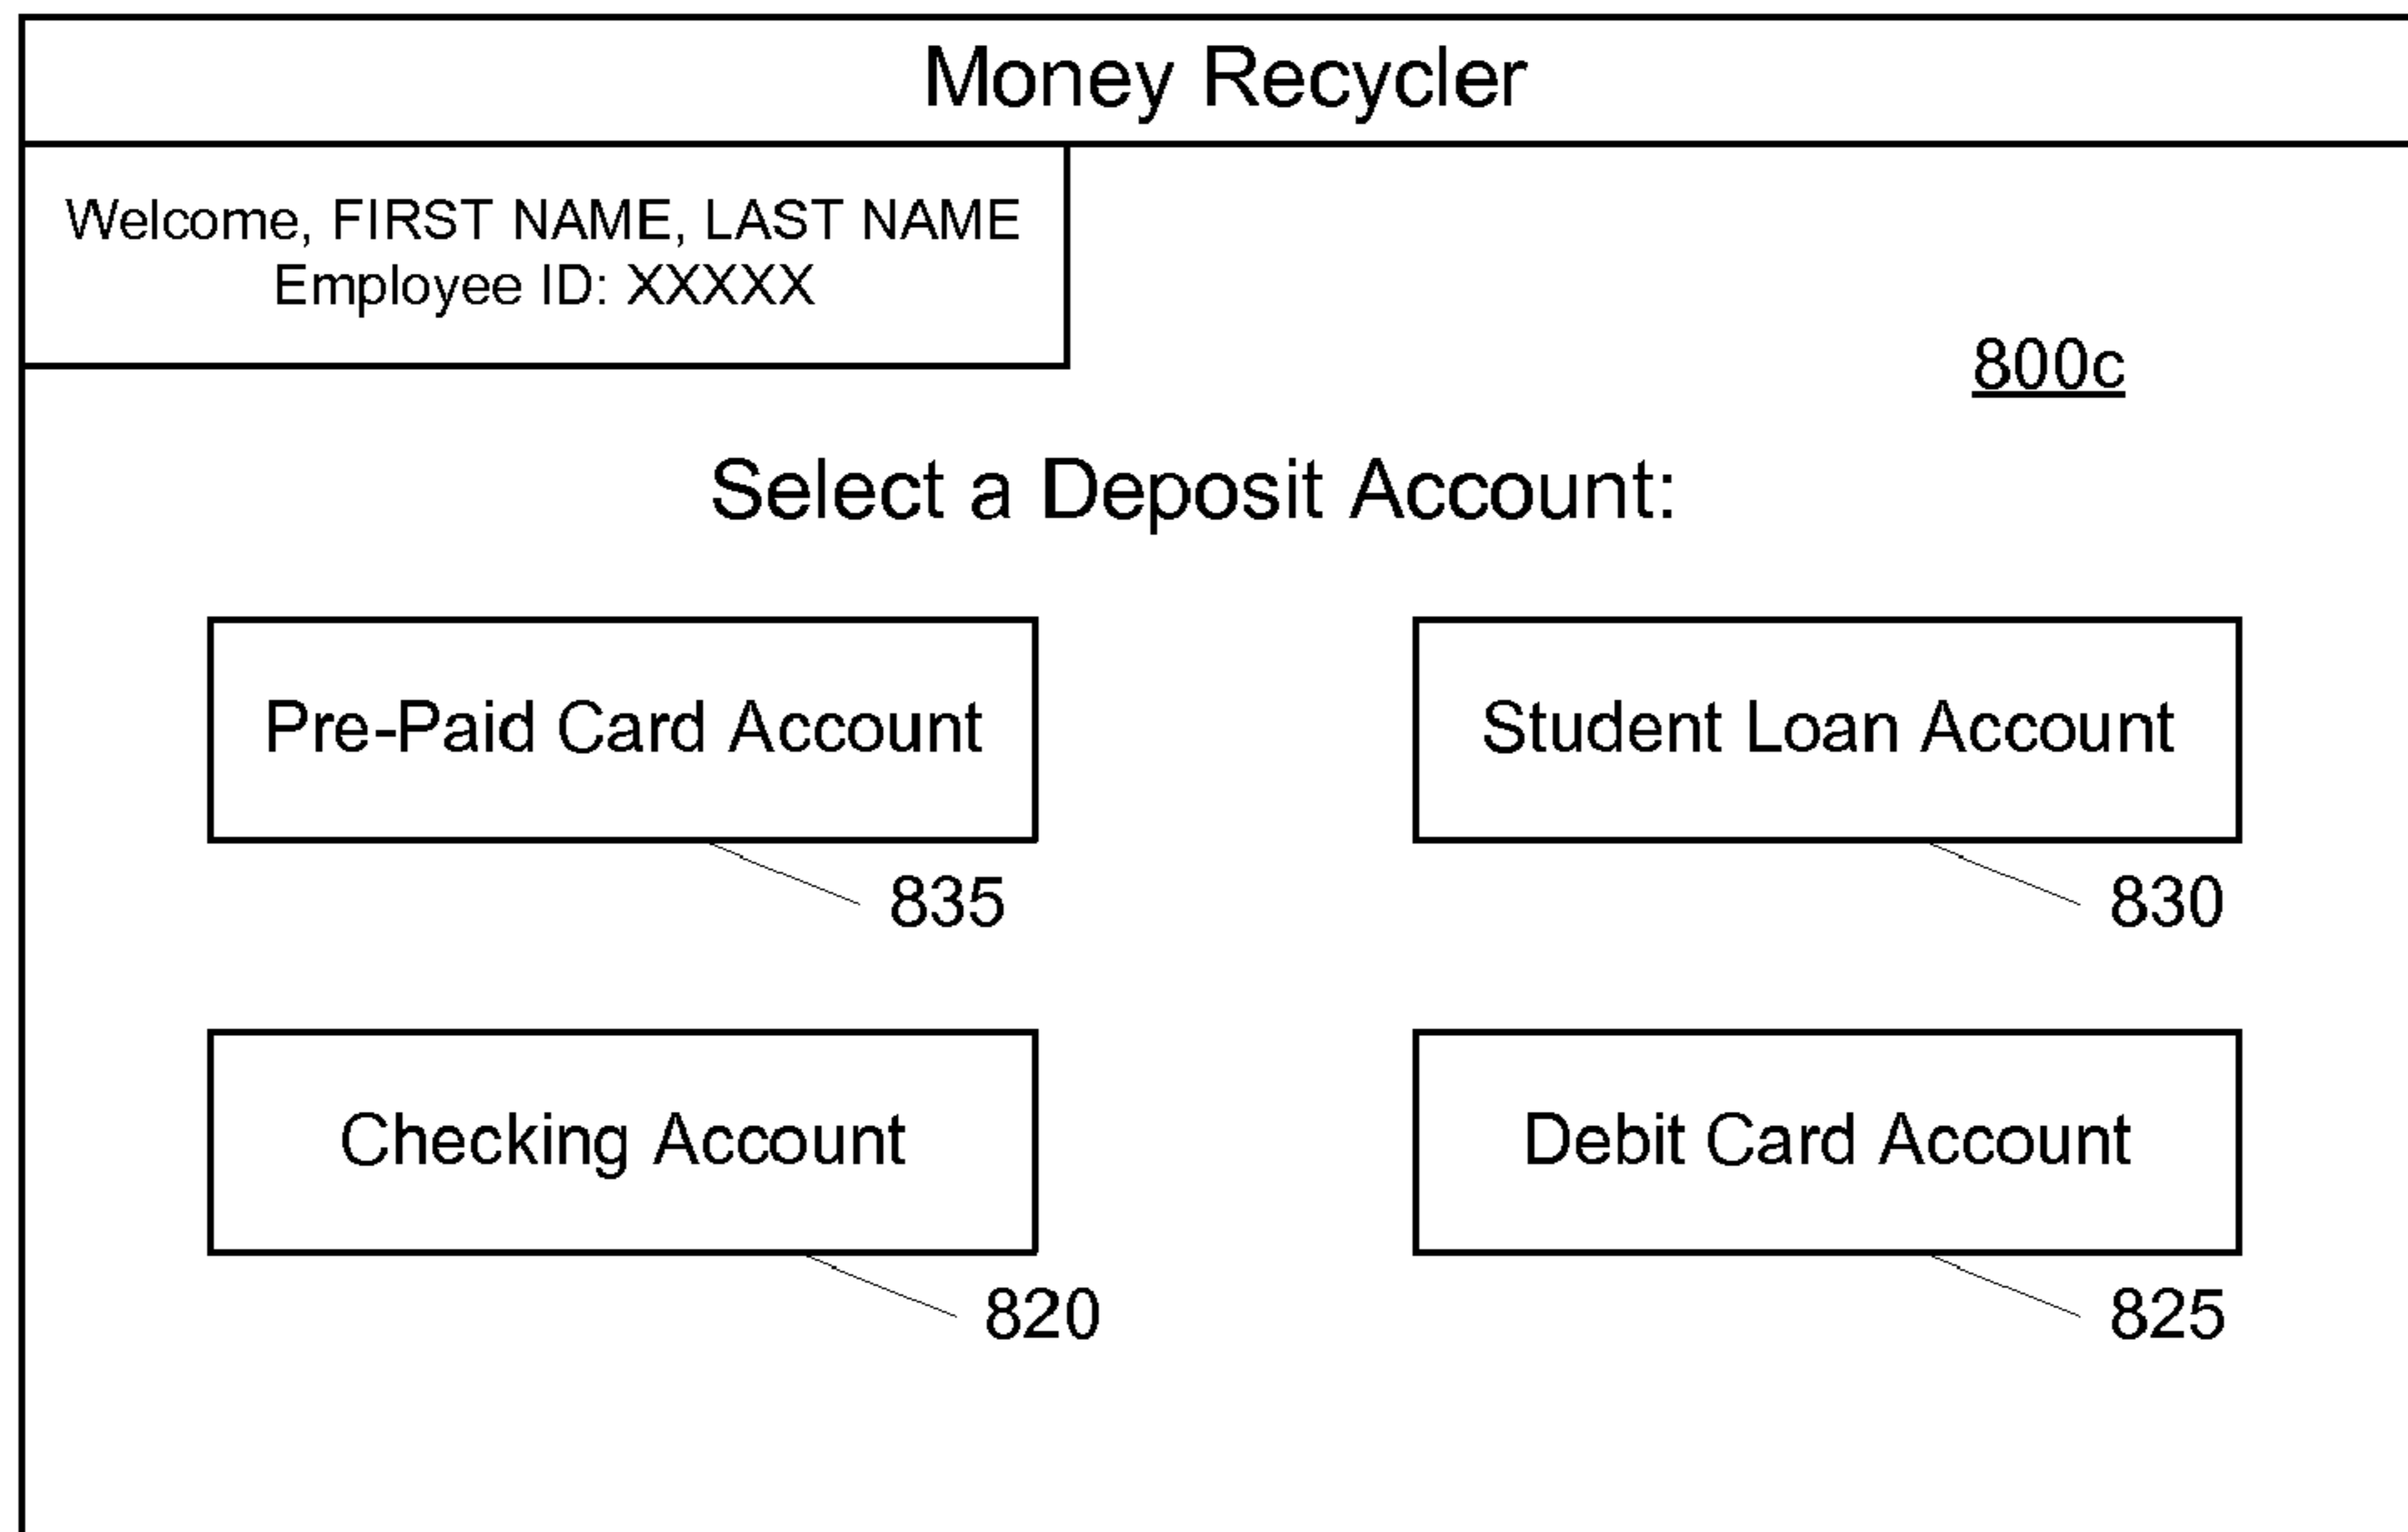 Money Recycler
Welcome, FIRST NAME, LAST NAME
Employee ID: XXXXX
800c
Select a Deposit Account:
Pre-Paid Card Account
Student Loan Account
835
830
Checking Account
Debit Card Account
820
825